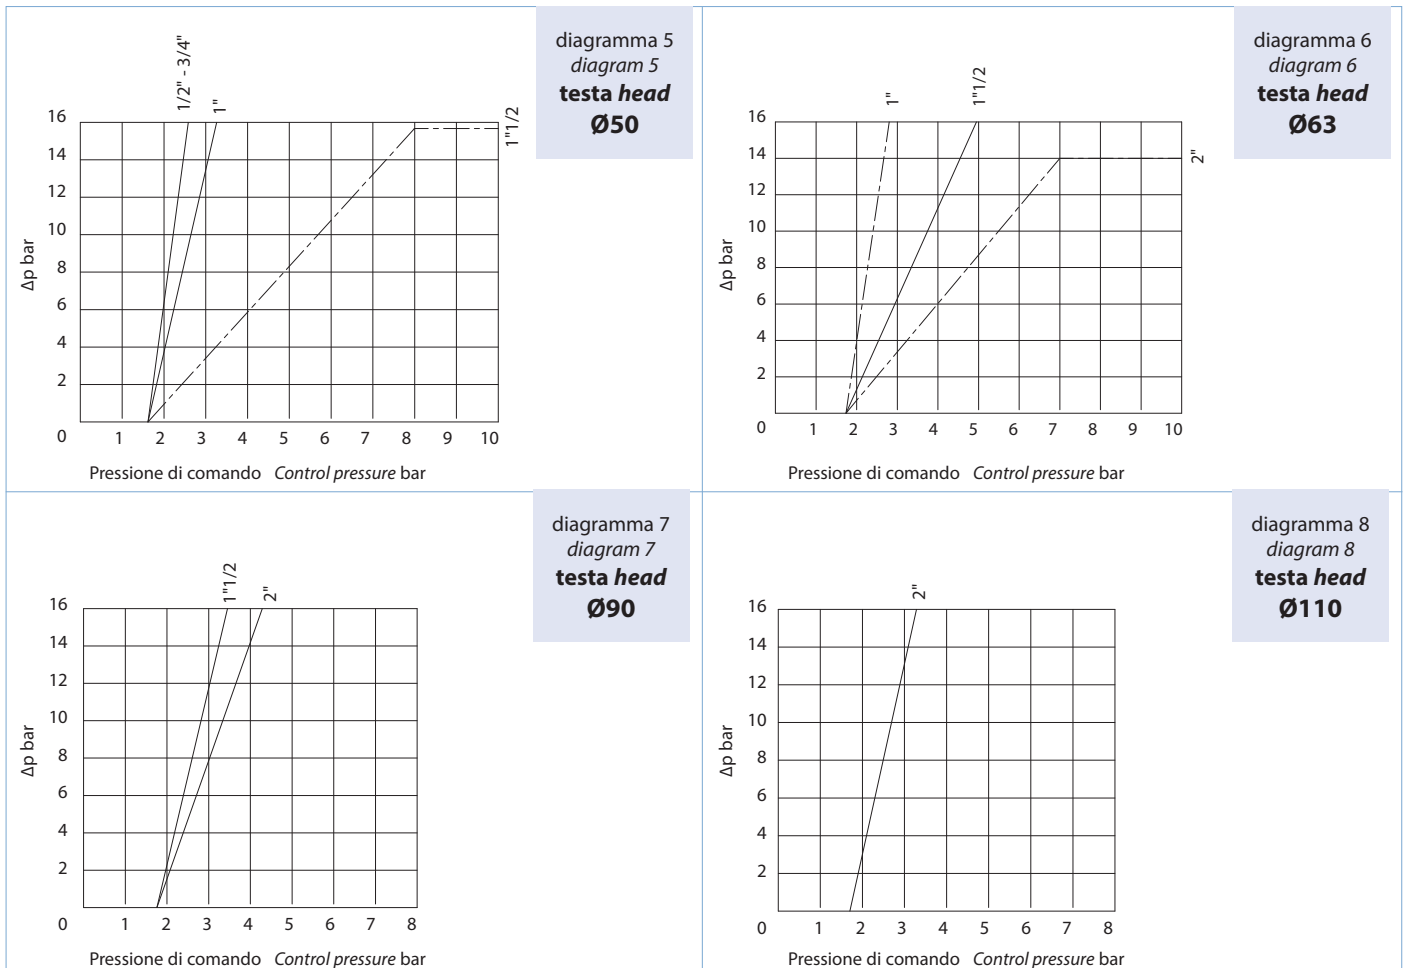 diagramma 5
diagram 5
testa head
Ø50
1/2" - 3/4"
1"
1"1/2
16
14
12
10
8
6
4
2
0
1 2 3 4 5 6 7 8 9 10
Δp bar
Pressione di comando Control pressure bar
diagramma 6
diagram 6
testa head
Ø63
1"
1"1/2
2"
16
14
12
10
8
6
4
2
0
1 2 3 4 5 6 7 8 9 10
Δp bar
Pressione di comando Control pressure bar
diagramma 7
diagram 7
testa head
Ø90
1"1/2
2"
16
14
12
10
8
6
4
2
0
1 2 3 4 5 6 7 8
Δp bar
Pressione di comando Control pressure bar
diagramma 8
diagram 8
testa head
Ø110
2"
16
14
12
10
8
6
4
2
0
1 2 3 4 5 6 7 8
Δp bar
Pressione di comando Control pressure bar